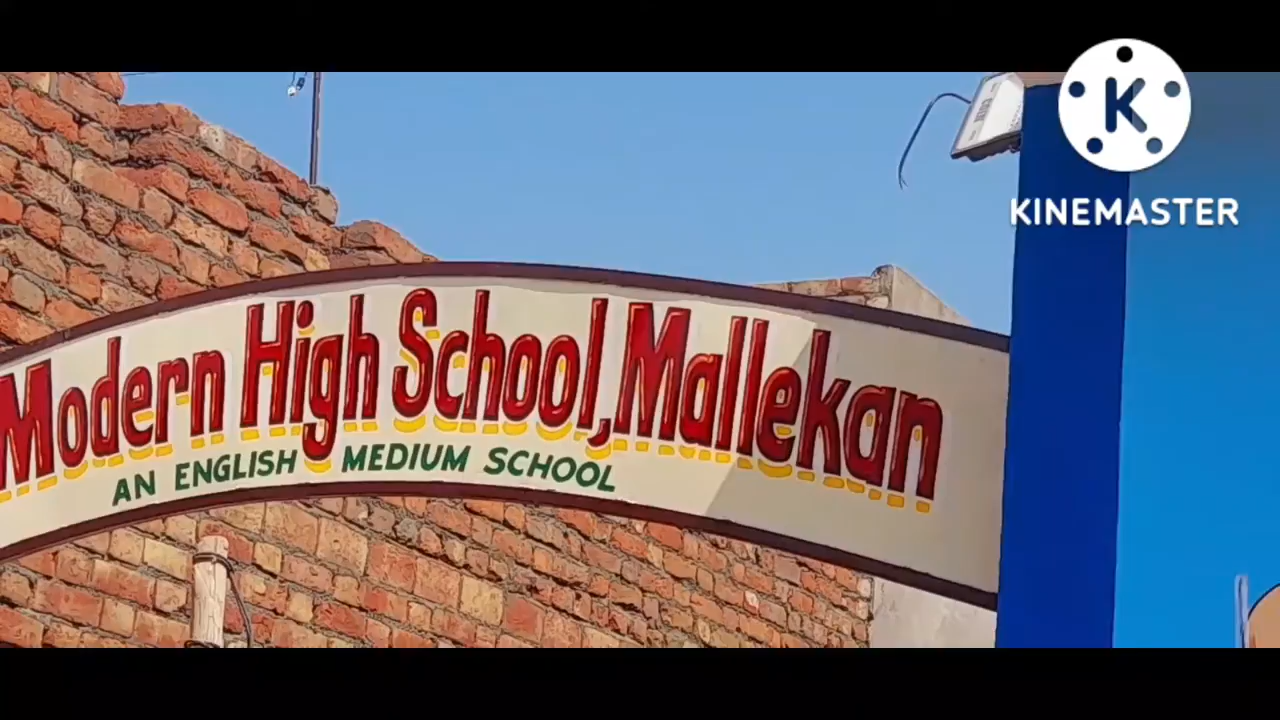 Modern High School, Mallekan
AN ENGLISH MEDIUM SCHOOL
K
KINEMASTER